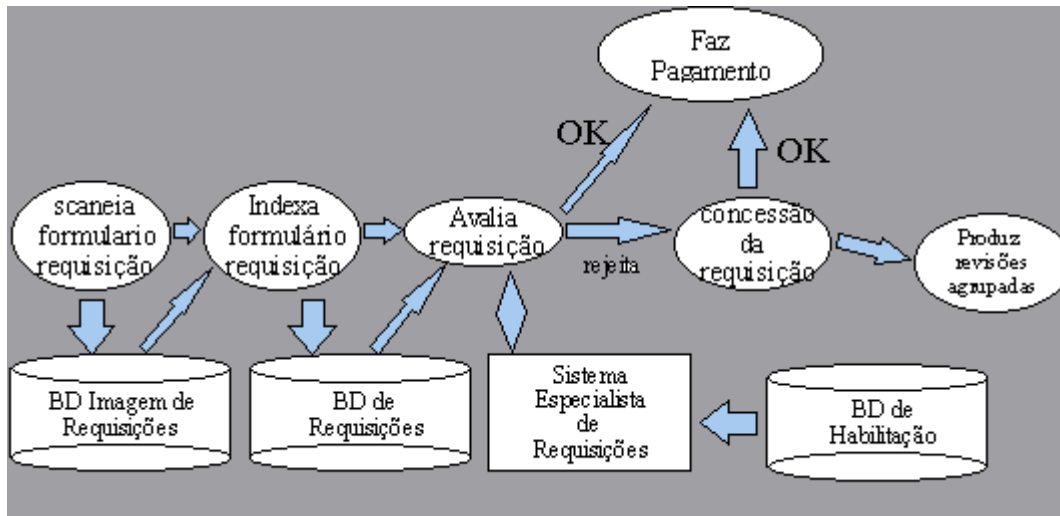 Faz
Pagamento
OK
OK
scaneia
formulario
requisição
Indexa
formulário
requisição
Avalia
requisição
rejeita
concessão
da
requisição
Produz
revisões
agrupadas
BD Imagem de
Requisições
BD de
Requisições
Sistema
Especialista
de
Requisições
BD de
Habilitação